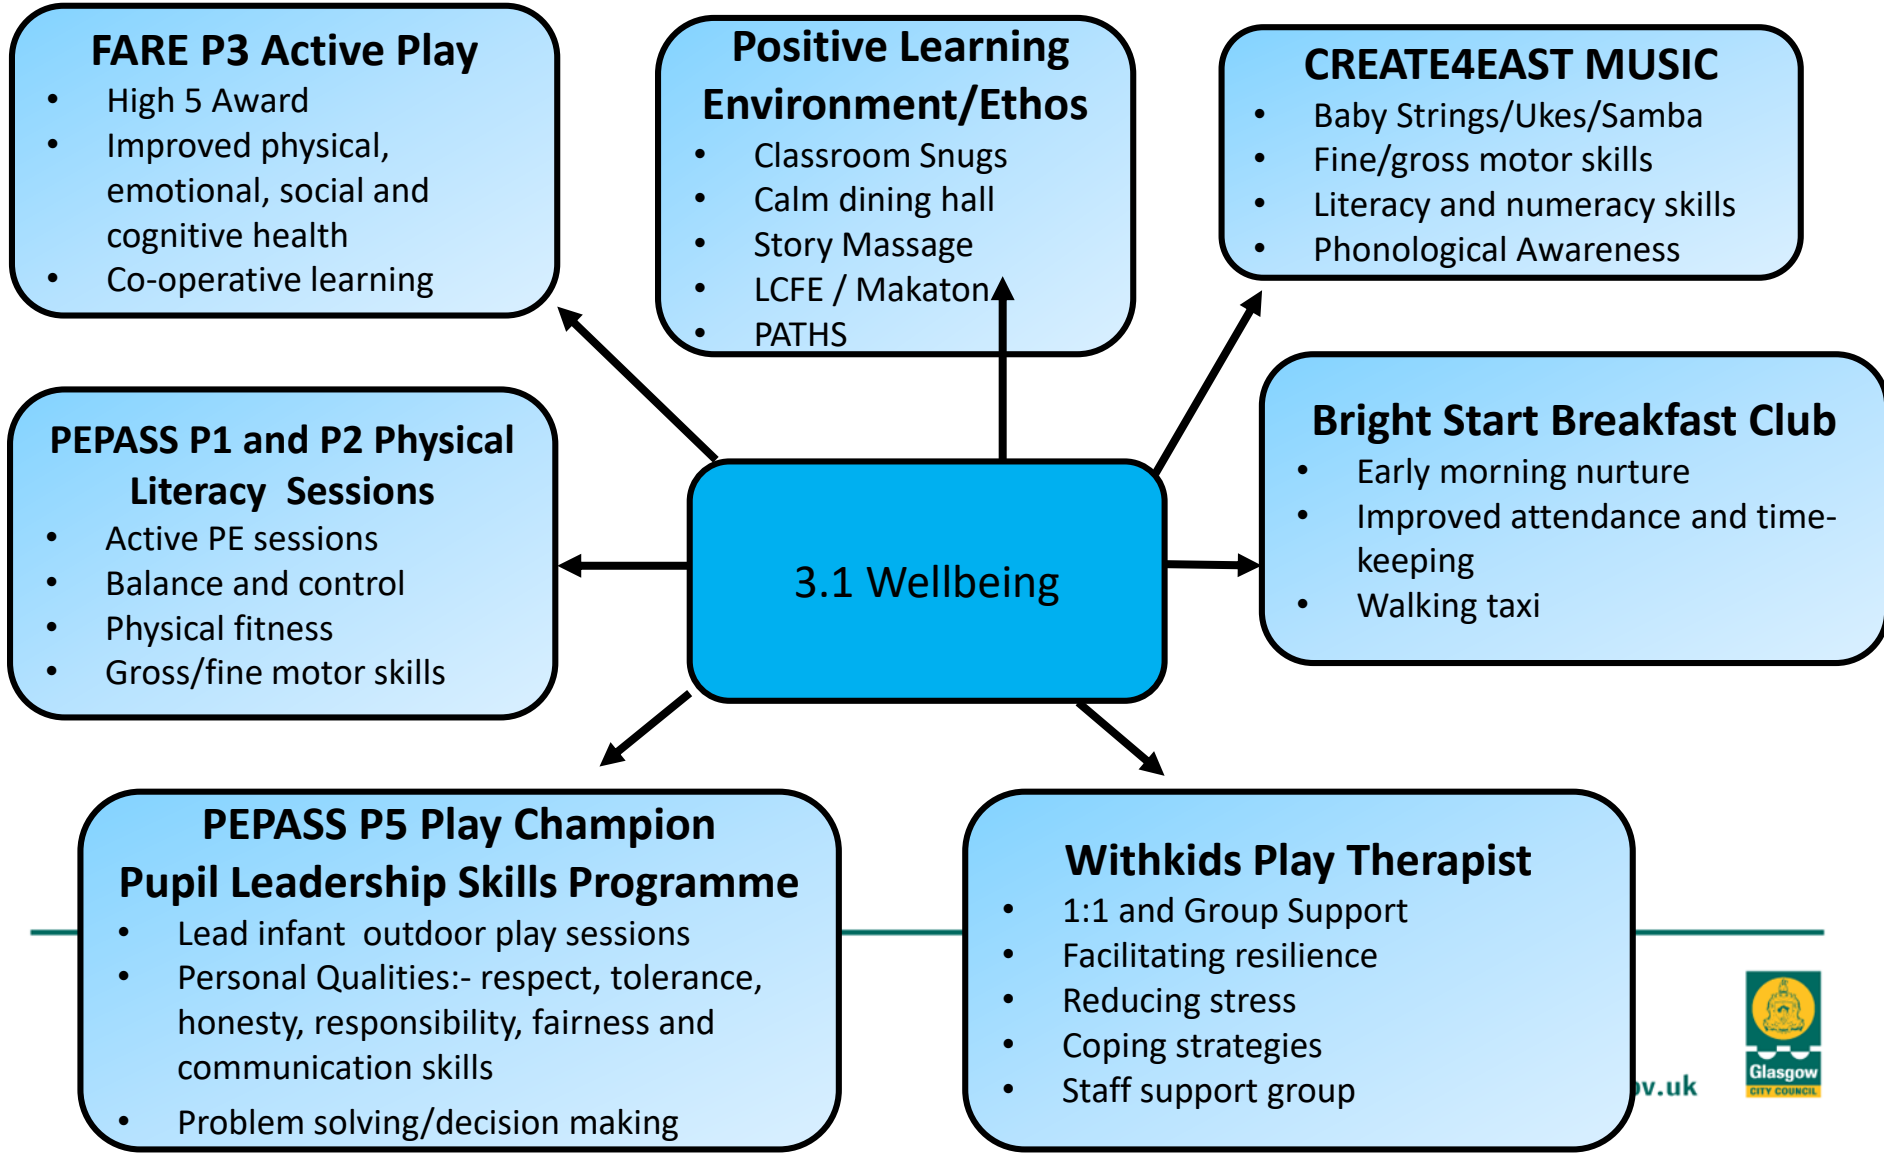 FARE P3 Active Play
• High 5 Award
• Improved physical,
emotional, social and
cognitive health
• Co-operative learning
Positive Learning
Environment/Ethos
• Classroom Snugs
• Calm dining hall
• Story Massage
• LCFE / Makaton
• PATHS
CREATE4EAST MUSIC
• Baby Strings/Ukes/Samba
• Fine/gross motor skills
• Literacy and numeracy skills
• Phonological Awareness
PEPASS P1 and P2 Physical
Literacy Sessions
• Active PE sessions
• Balance and control
• Physical fitness
• Gross/fine motor skills
3.1 Wellbeing
Bright Start Breakfast Club
• Early morning nurture
• Improved attendance and time-
keeping
• Walking taxi
PEPASS P5 Play Champion
Pupil Leadership Skills Programme
• Lead infant outdoor play sessions
• Personal Qualities:- respect, tolerance,
honesty, responsibility, fairness and
communication skills
• Problem solving/decision making
Withkids Play Therapist
• 1:1 and Group Support
• Facilitating resilience
• Reducing stress
• Coping strategies
• Staff support group
v.uk
Glasgow
CITY COUNCIL